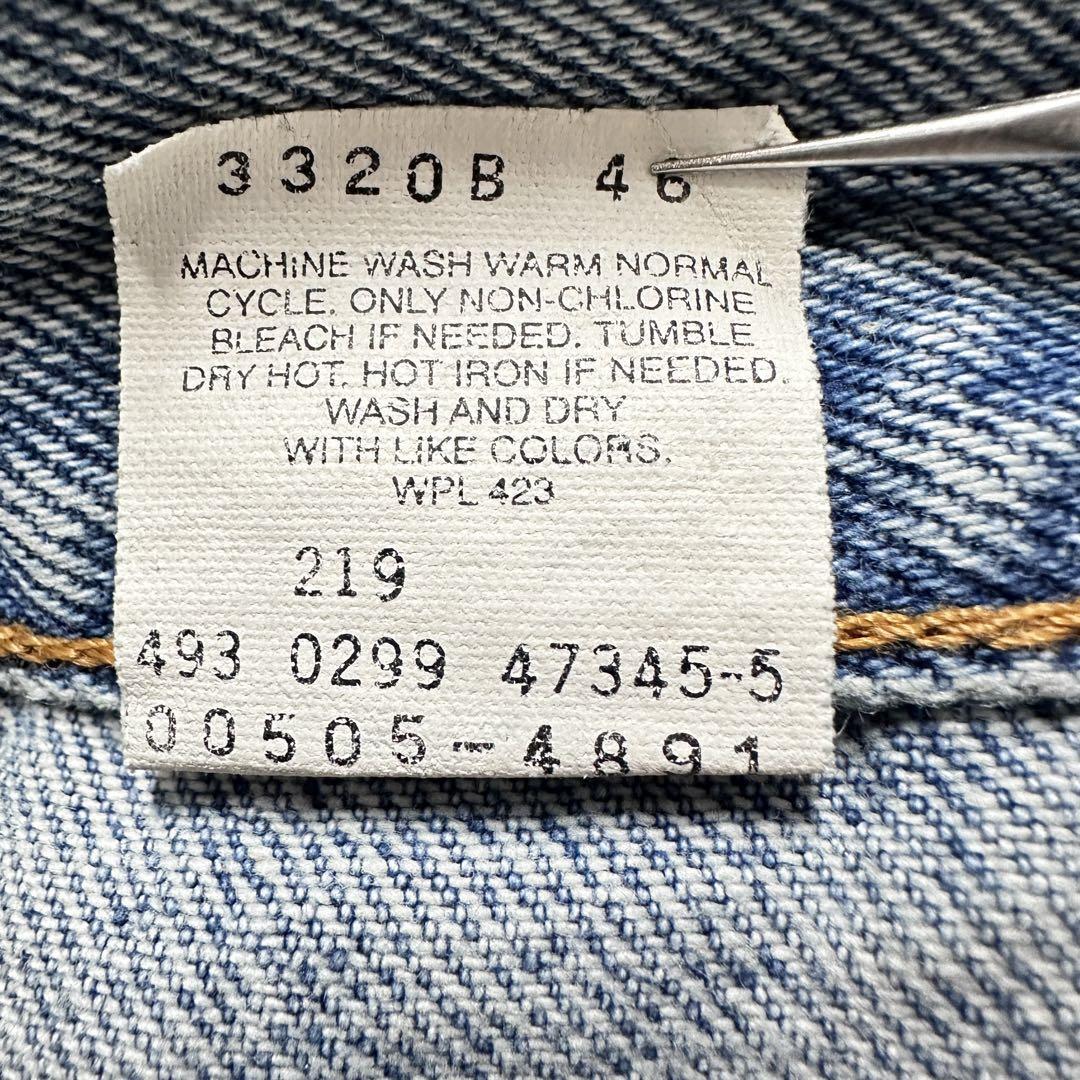 3320B 46
MACHINE WASH WARM NORMAL
CYCLE. ONLY NON-CHLORINE
BLEACH IF NEEDED. TUMBLE
DRY HOT. HOT IRON IF NEEDED.
WASH AND DRY
WITH LIKE COLORS.
WPL 423
219
493 0299 47345-5
00505-4891